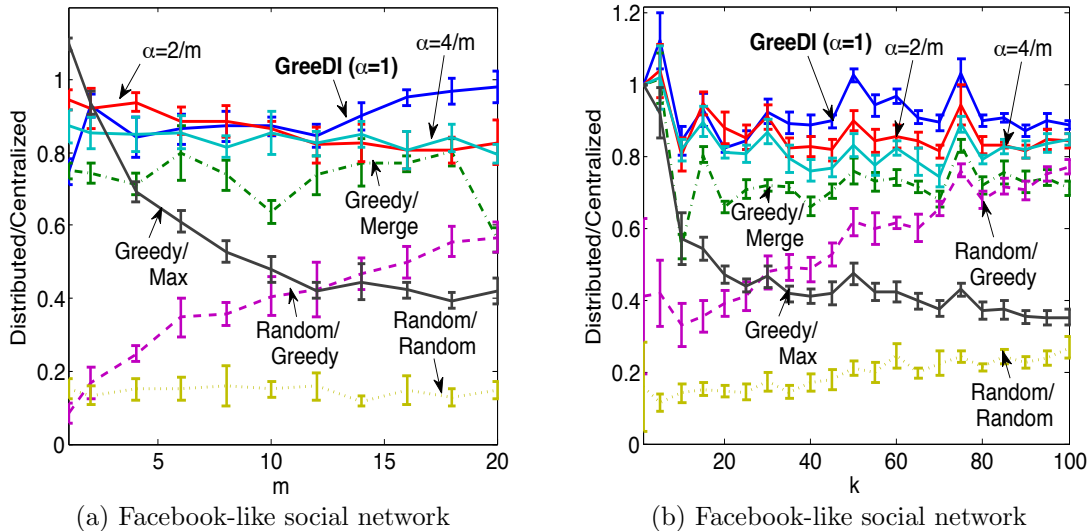 Distributed/Centralized
1
0.8
0.6
0.4
0.2
0
5
10
15
20
m
α=2/m
GreeDI (α=1)
α=4/m
Greedy/
Merge
Greedy/
Max
Random/
Greedy
Random/
Random
(a) Facebook-like social network
Distributed/Centralized
1.2
1
0.8
0.6
0.4
0.2
0
20
40
60
80
100
k
GreeDI (α=1)
α=2/m
α=4/m
Greedy/
Merge
Random/
Greedy
Greedy/
Max
Random/
Random
(b) Facebook-like social network